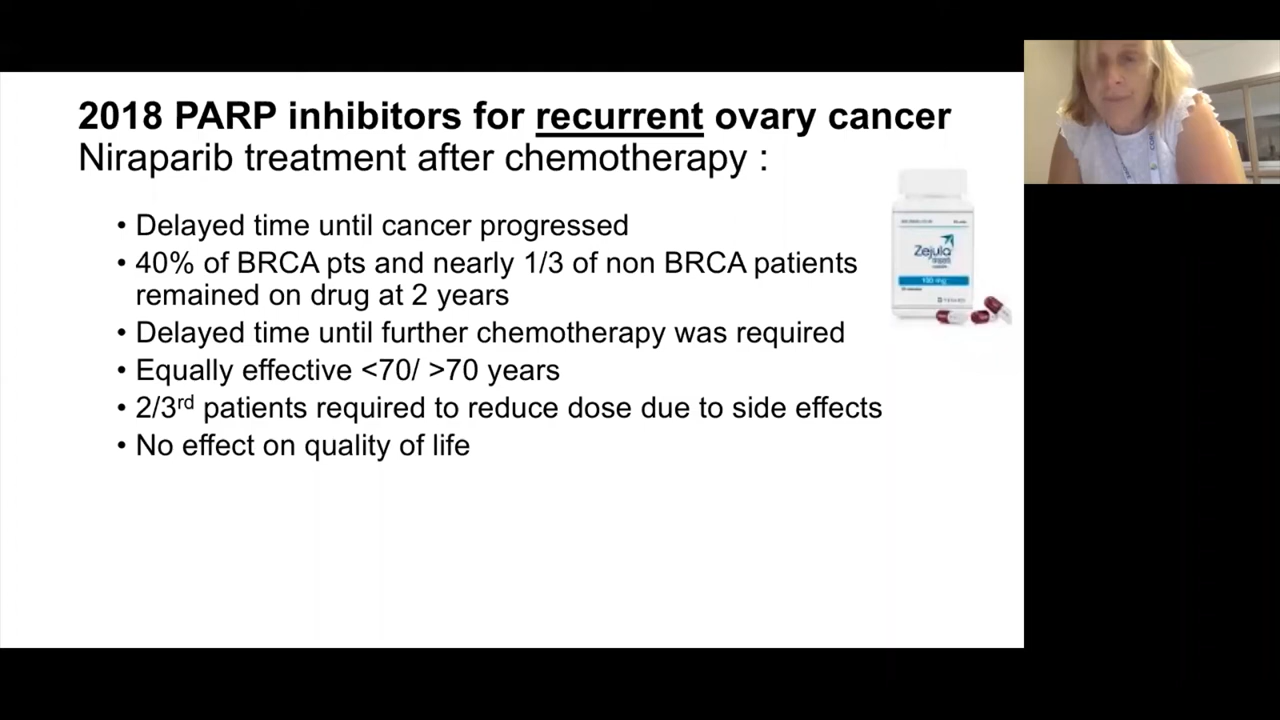 2018 PARP inhibitors for recurrent ovary cancer
Niraparib treatment after chemotherapy :
• Delayed time until cancer progressed
• 40% of BRCA pts and nearly 1/3 of non BRCA patients
remained on drug at 2 years
• Delayed time until further chemotherapy was required
• Equally effective <70/ >70 years
• 2/3rd patients required to reduce dose due to side effects
• No effect on quality of life
Zejula
100 mg